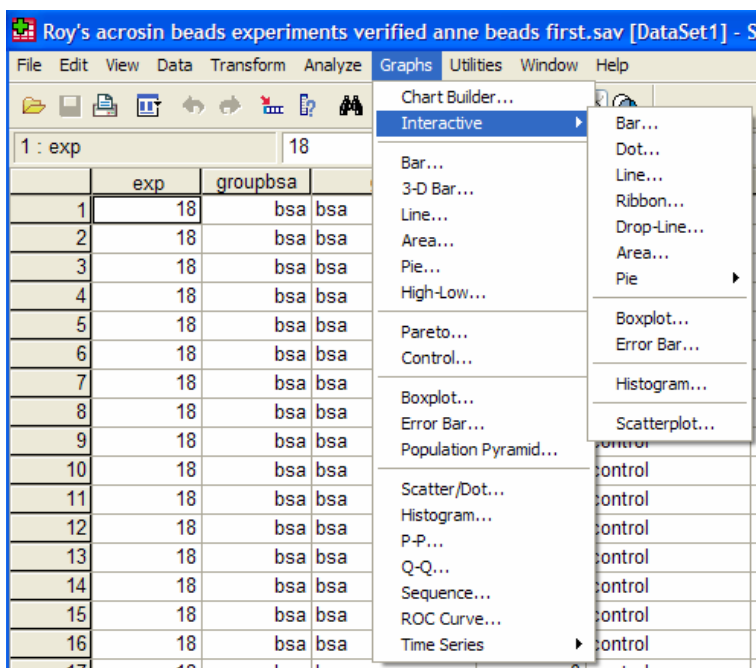 Roy's acrosin beads experiments verified anne beads first.sav [DataSet1] - S
File Edit View Data Transform Analyze Graphs Utilities Window Help
1 : exp 18
exp groupbsa
1 18 bsa bsa
2 18 bsa bsa
3 18 bsa bsa
4 18 bsa bsa
5 18 bsa bsa
6 18 bsa bsa
7 18 bsa bsa
8 18 bsa bsa
9 18 bsa bsa
10 18 bsa bsa control
11 18 bsa bsa control
12 18 bsa bsa control
13 18 bsa bsa control
14 18 bsa bsa control
15 18 bsa bsa control
16 18 bsa bsa control
Chart Builder...
Interactive
Bar...
3-D Bar...
Line...
Area...
Pie...
High-Low...
Pareto...
Control...
Boxplot...
Error Bar...
Population Pyramid...
Scatter/Dot...
Histogram...
P-P...
Q-Q...
Sequence...
ROC Curve...
Time Series
Bar...
Dot...
Line...
Ribbon...
Drop-Line...
Area...
Pie
Boxplot...
Error Bar...
Histogram...
Scatterplot...